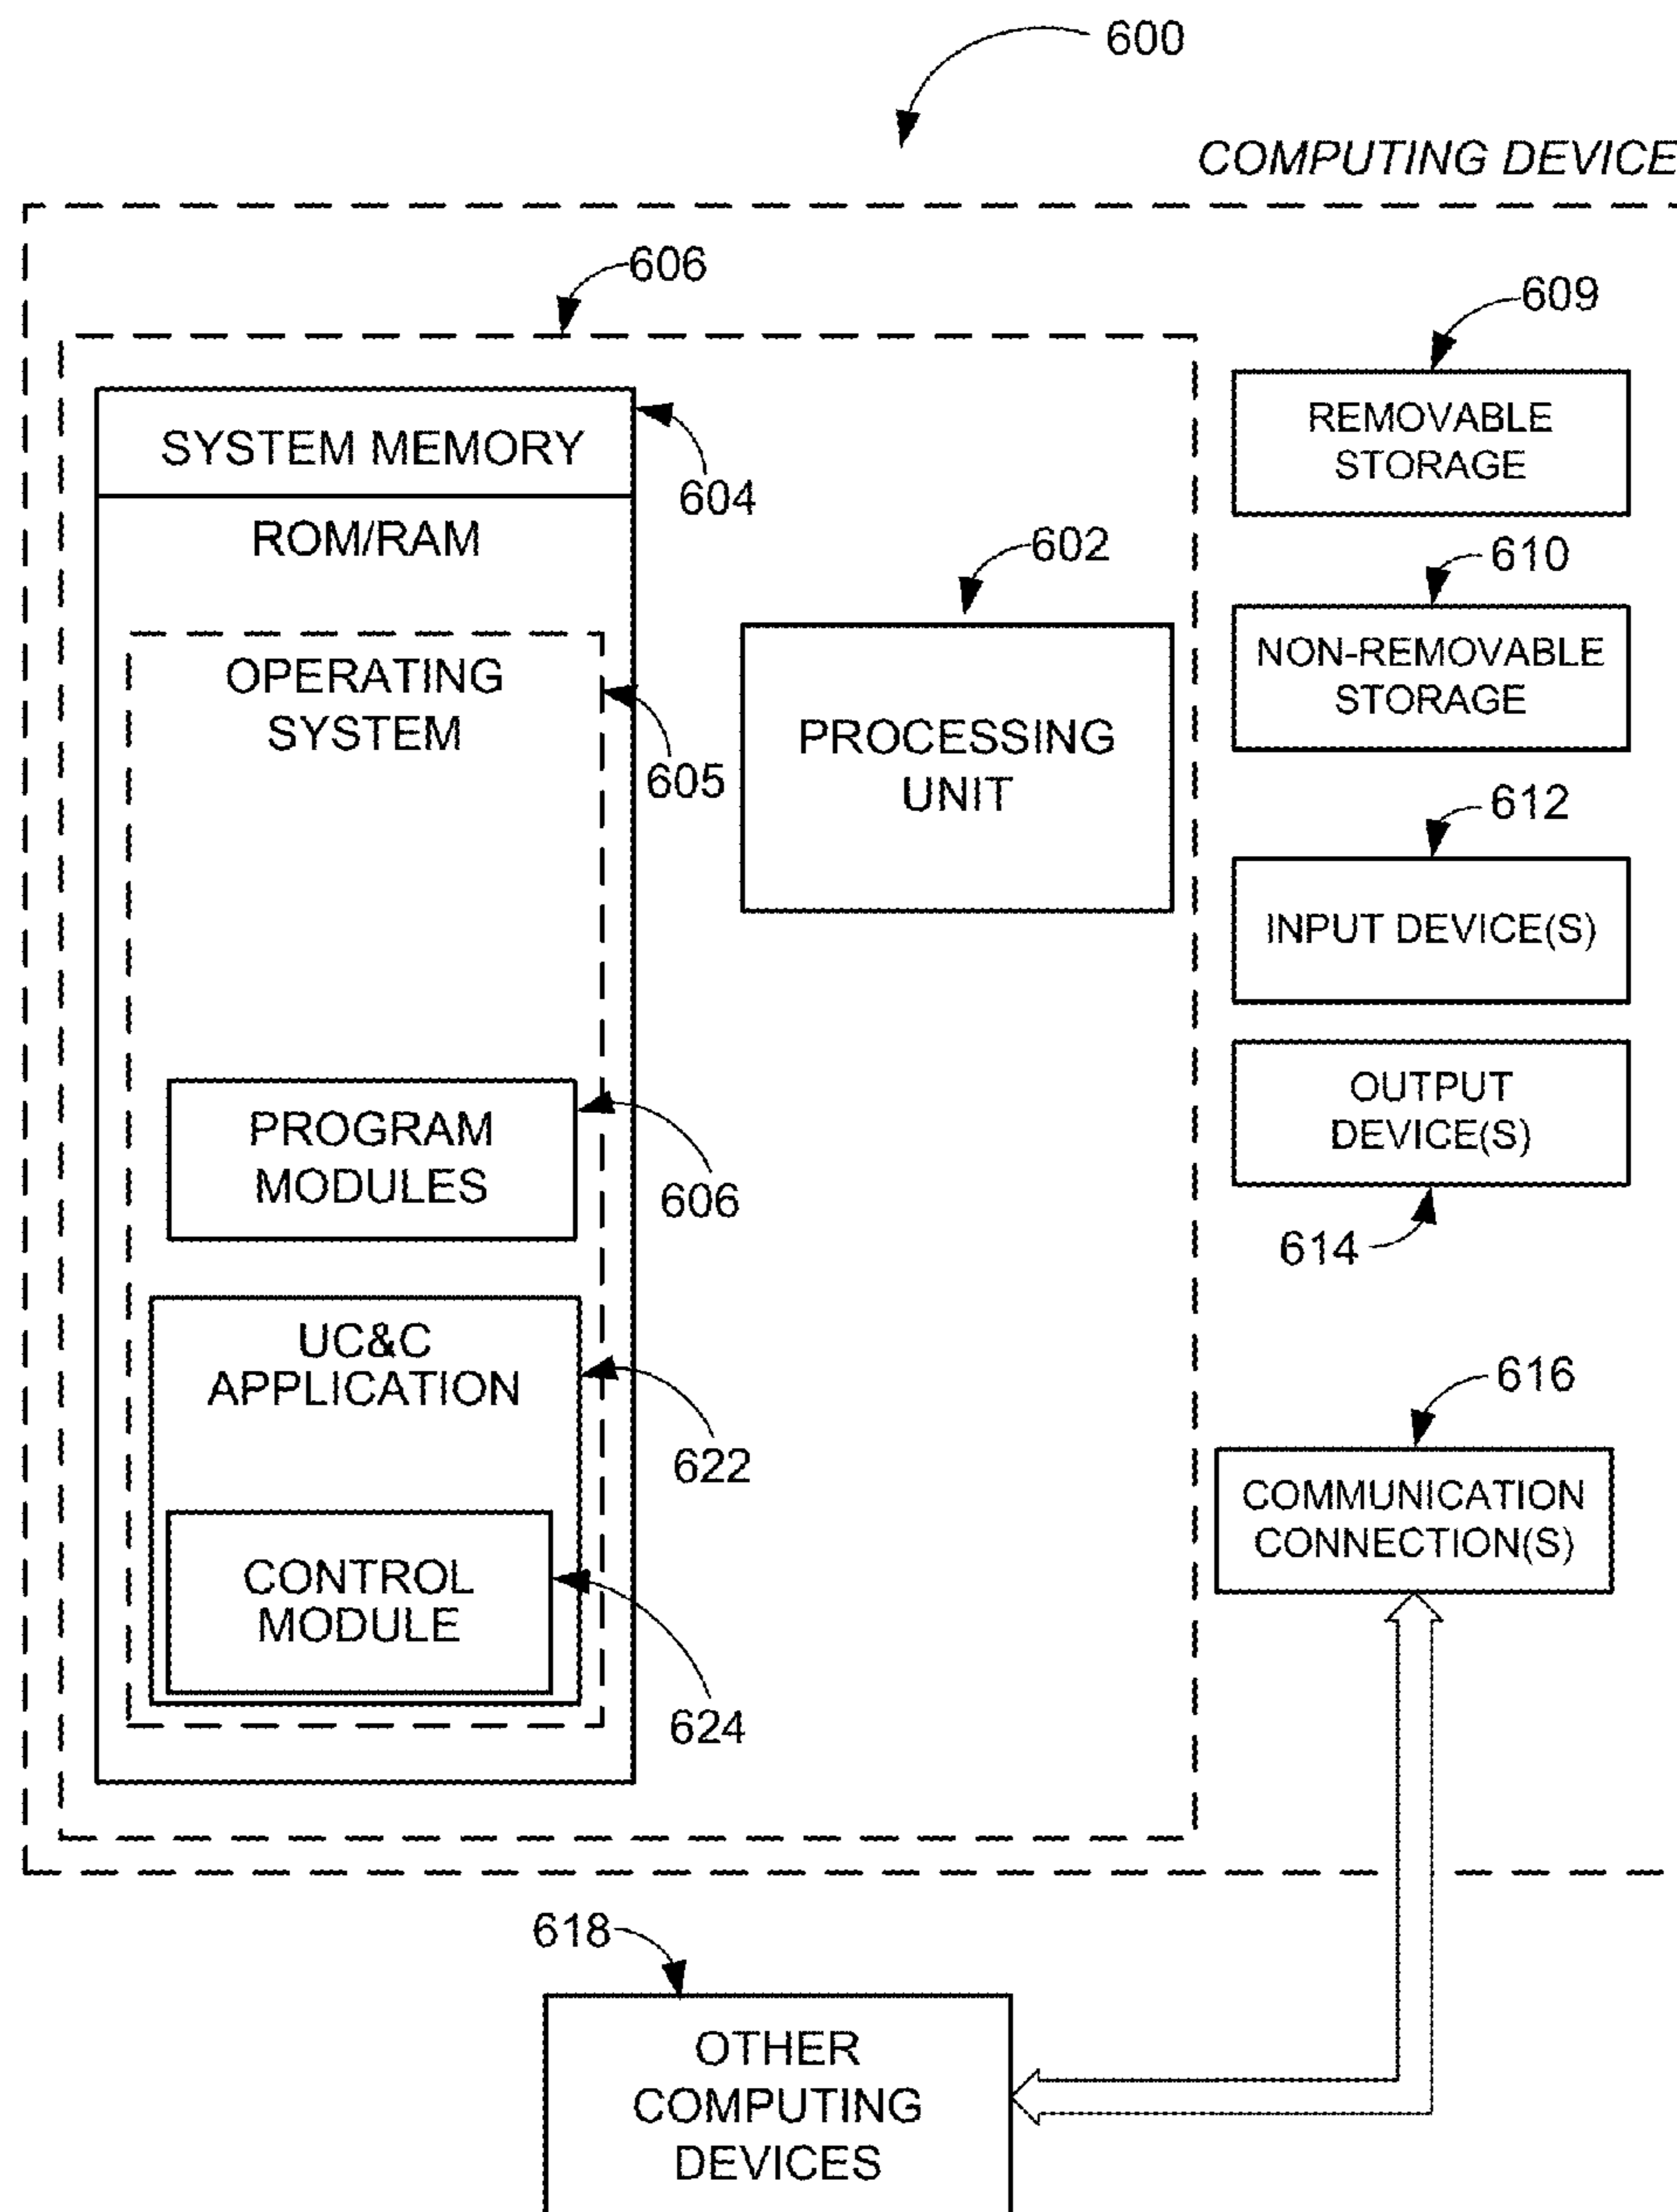 600
COMPUTING DEVICE
606
609
SYSTEM MEMORY
604
REMOVABLE
STORAGE
ROM/RAM
602
610
OPERATING
SYSTEM
605
PROCESSING
UNIT
NON-REMOVABLE
STORAGE
612
INPUT DEVICE(S)
PROGRAM
MODULES
606
OUTPUT
DEVICE(S)
614
UC&C
APPLICATION
622
616
COMMUNICATION
CONNECTION(S)
CONTROL
MODULE
624
618
OTHER
COMPUTING
DEVICES